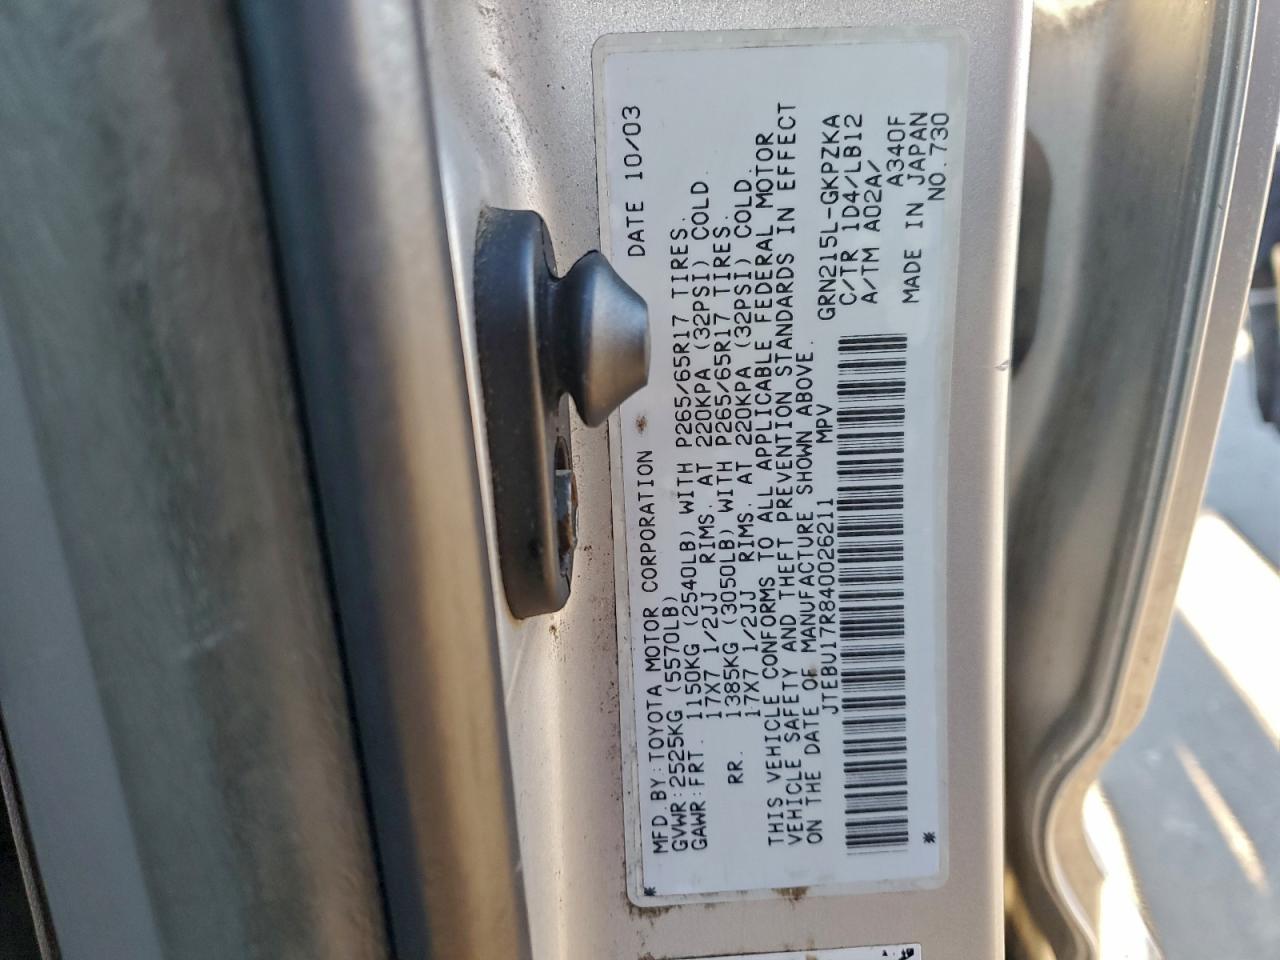 MFD. BY: TOYOTA MOTOR CORPORATION DATE 10/03
GVWR: 2525KG (5570LB)
GAWR: FRT. 1150KG (2540LB) WITH P265/65R17 TIRES.
17X7 1/2JJ RIMS. AT 220KPA (32PSI) COLD.
RR. 1385KG (3050LB) WITH P265/65R17 TIRES.
17X7 1/2JJ RIMS. AT 220KPA (32PSI) COLD.
THIS VEHICLE CONFORMS TO ALL APPLICABLE FEDERAL MOTOR
VEHICLE SAFETY AND THEFT PREVENTION STANDARDS IN EFFECT
ON THE DATE OF MANUFACTURE SHOWN ABOVE.
JTEBU17R840026211 MPV
GRN215L-GKPZKA
C/TR 1D4/LB12
A/TM A02A/
A340F
MADE IN JAPAN
NO.730